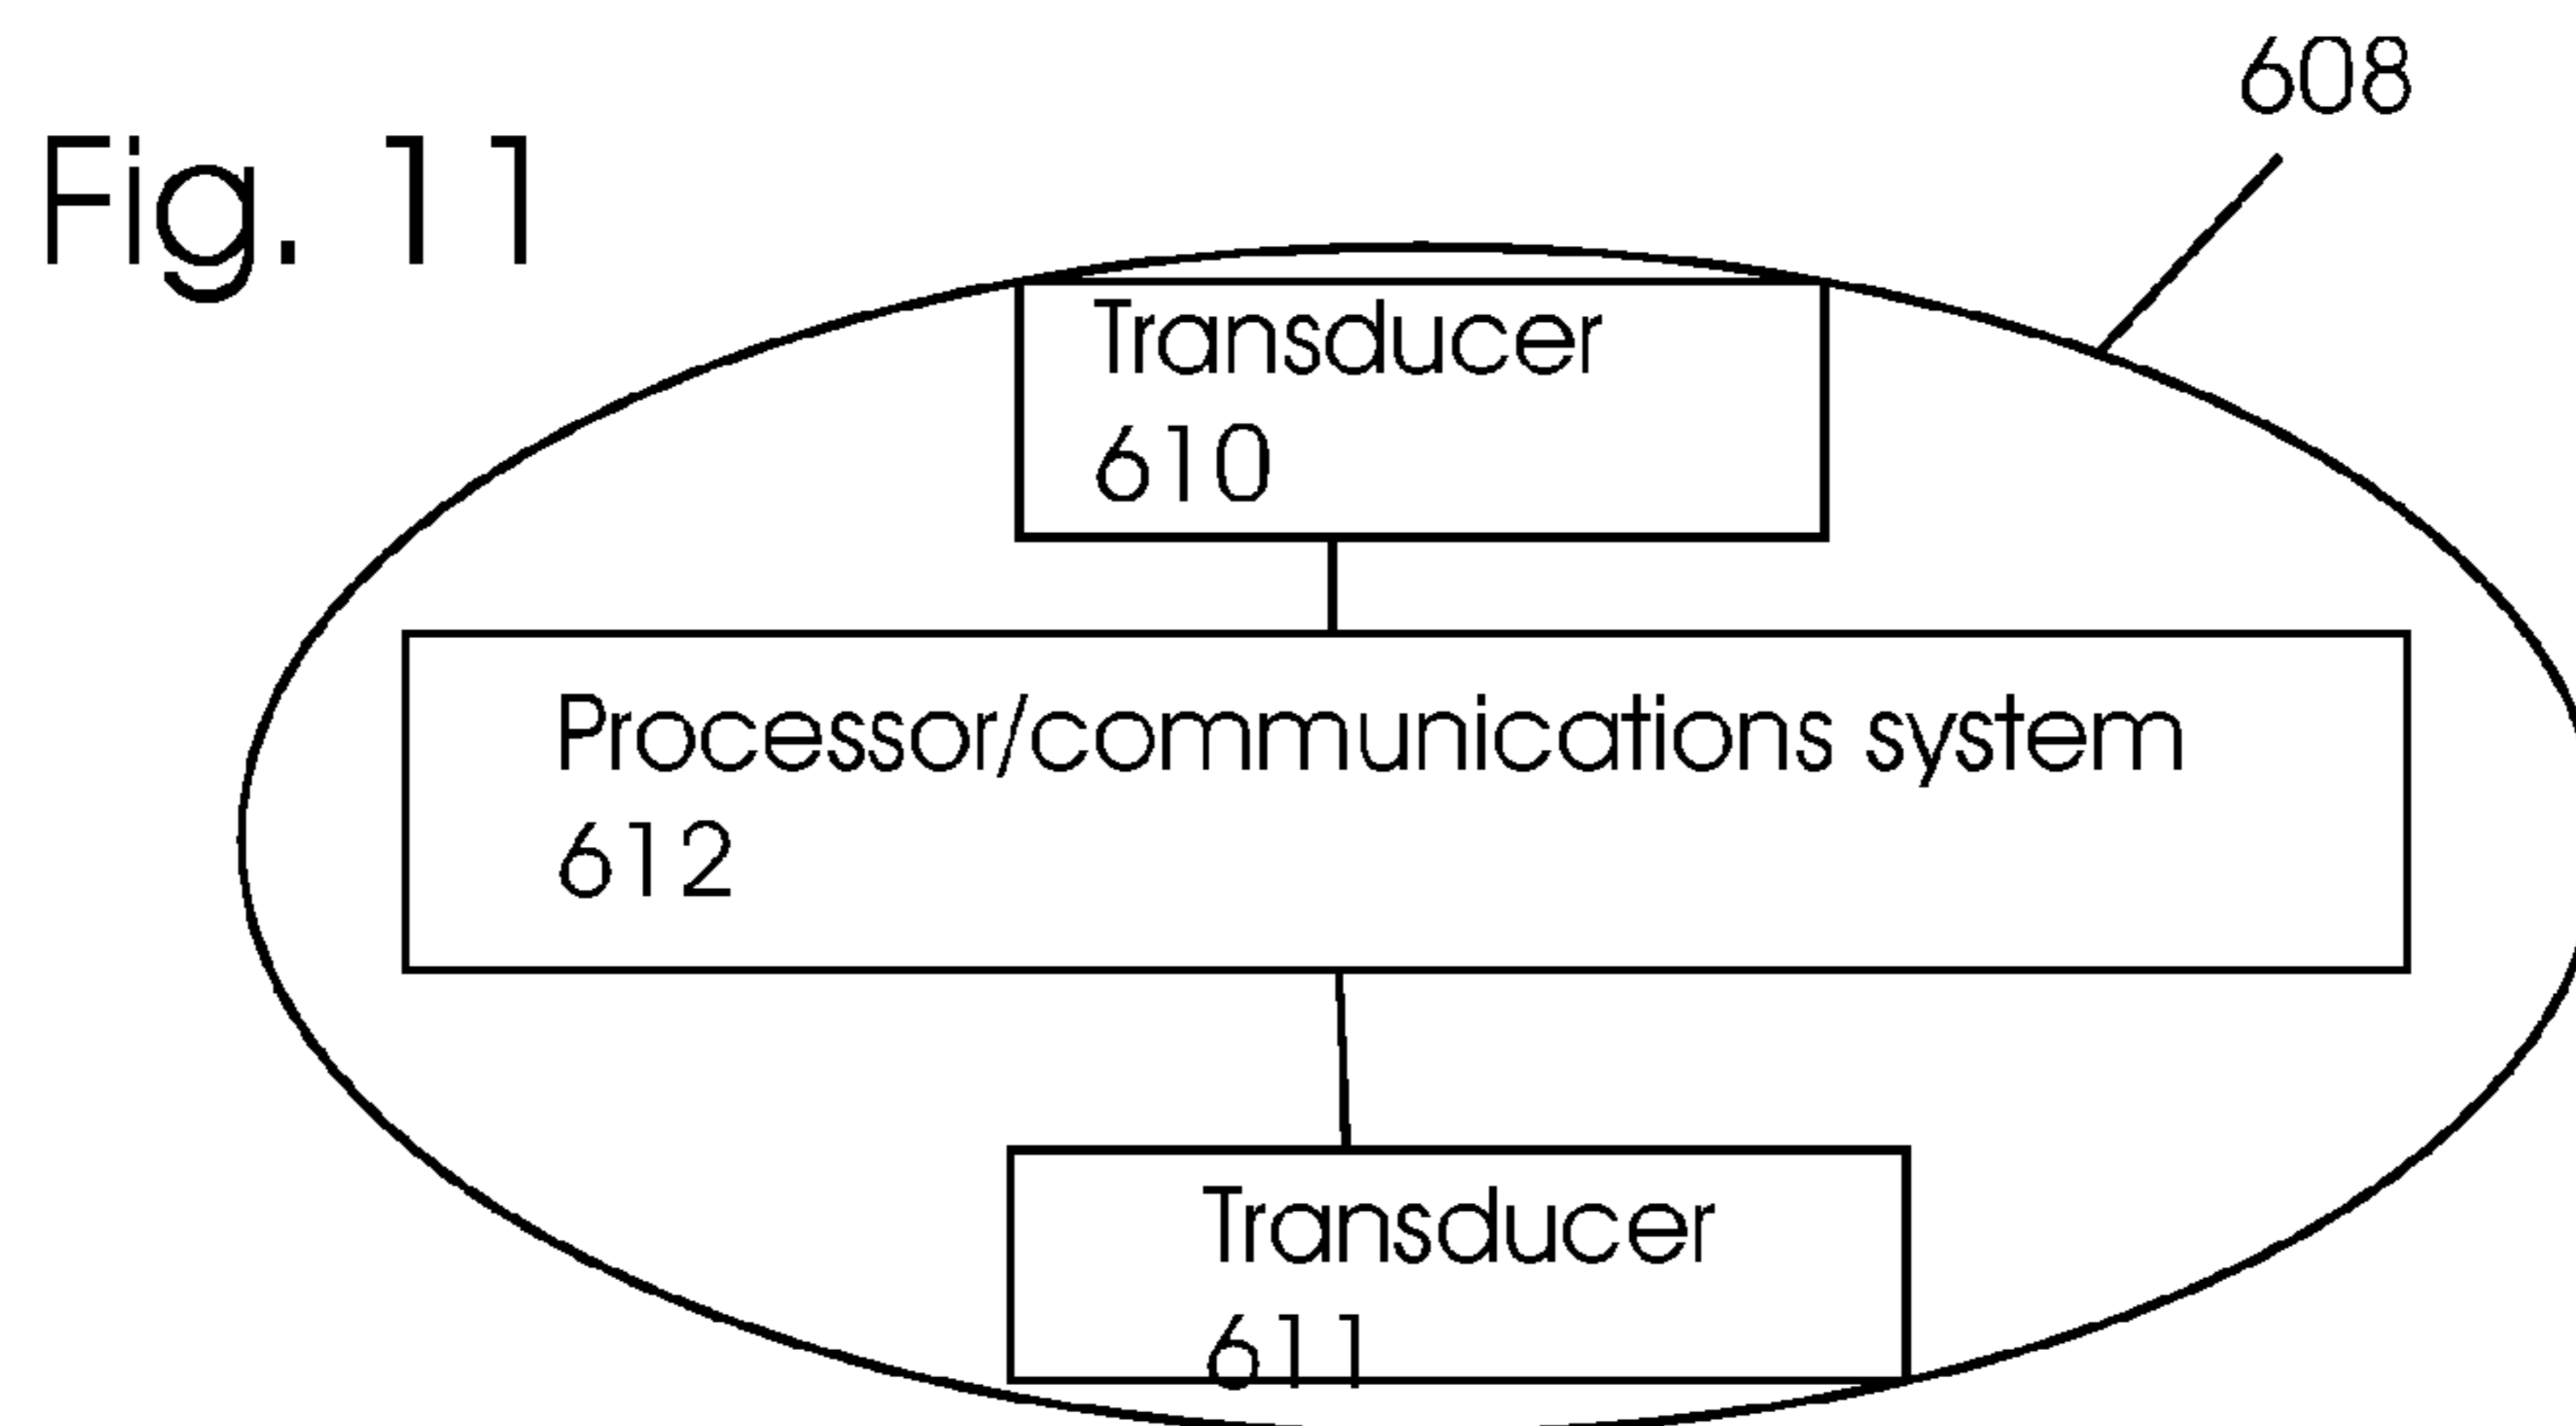 608
Fig. 11
Transducer
610
Processor/communications system
612
Transducer
611